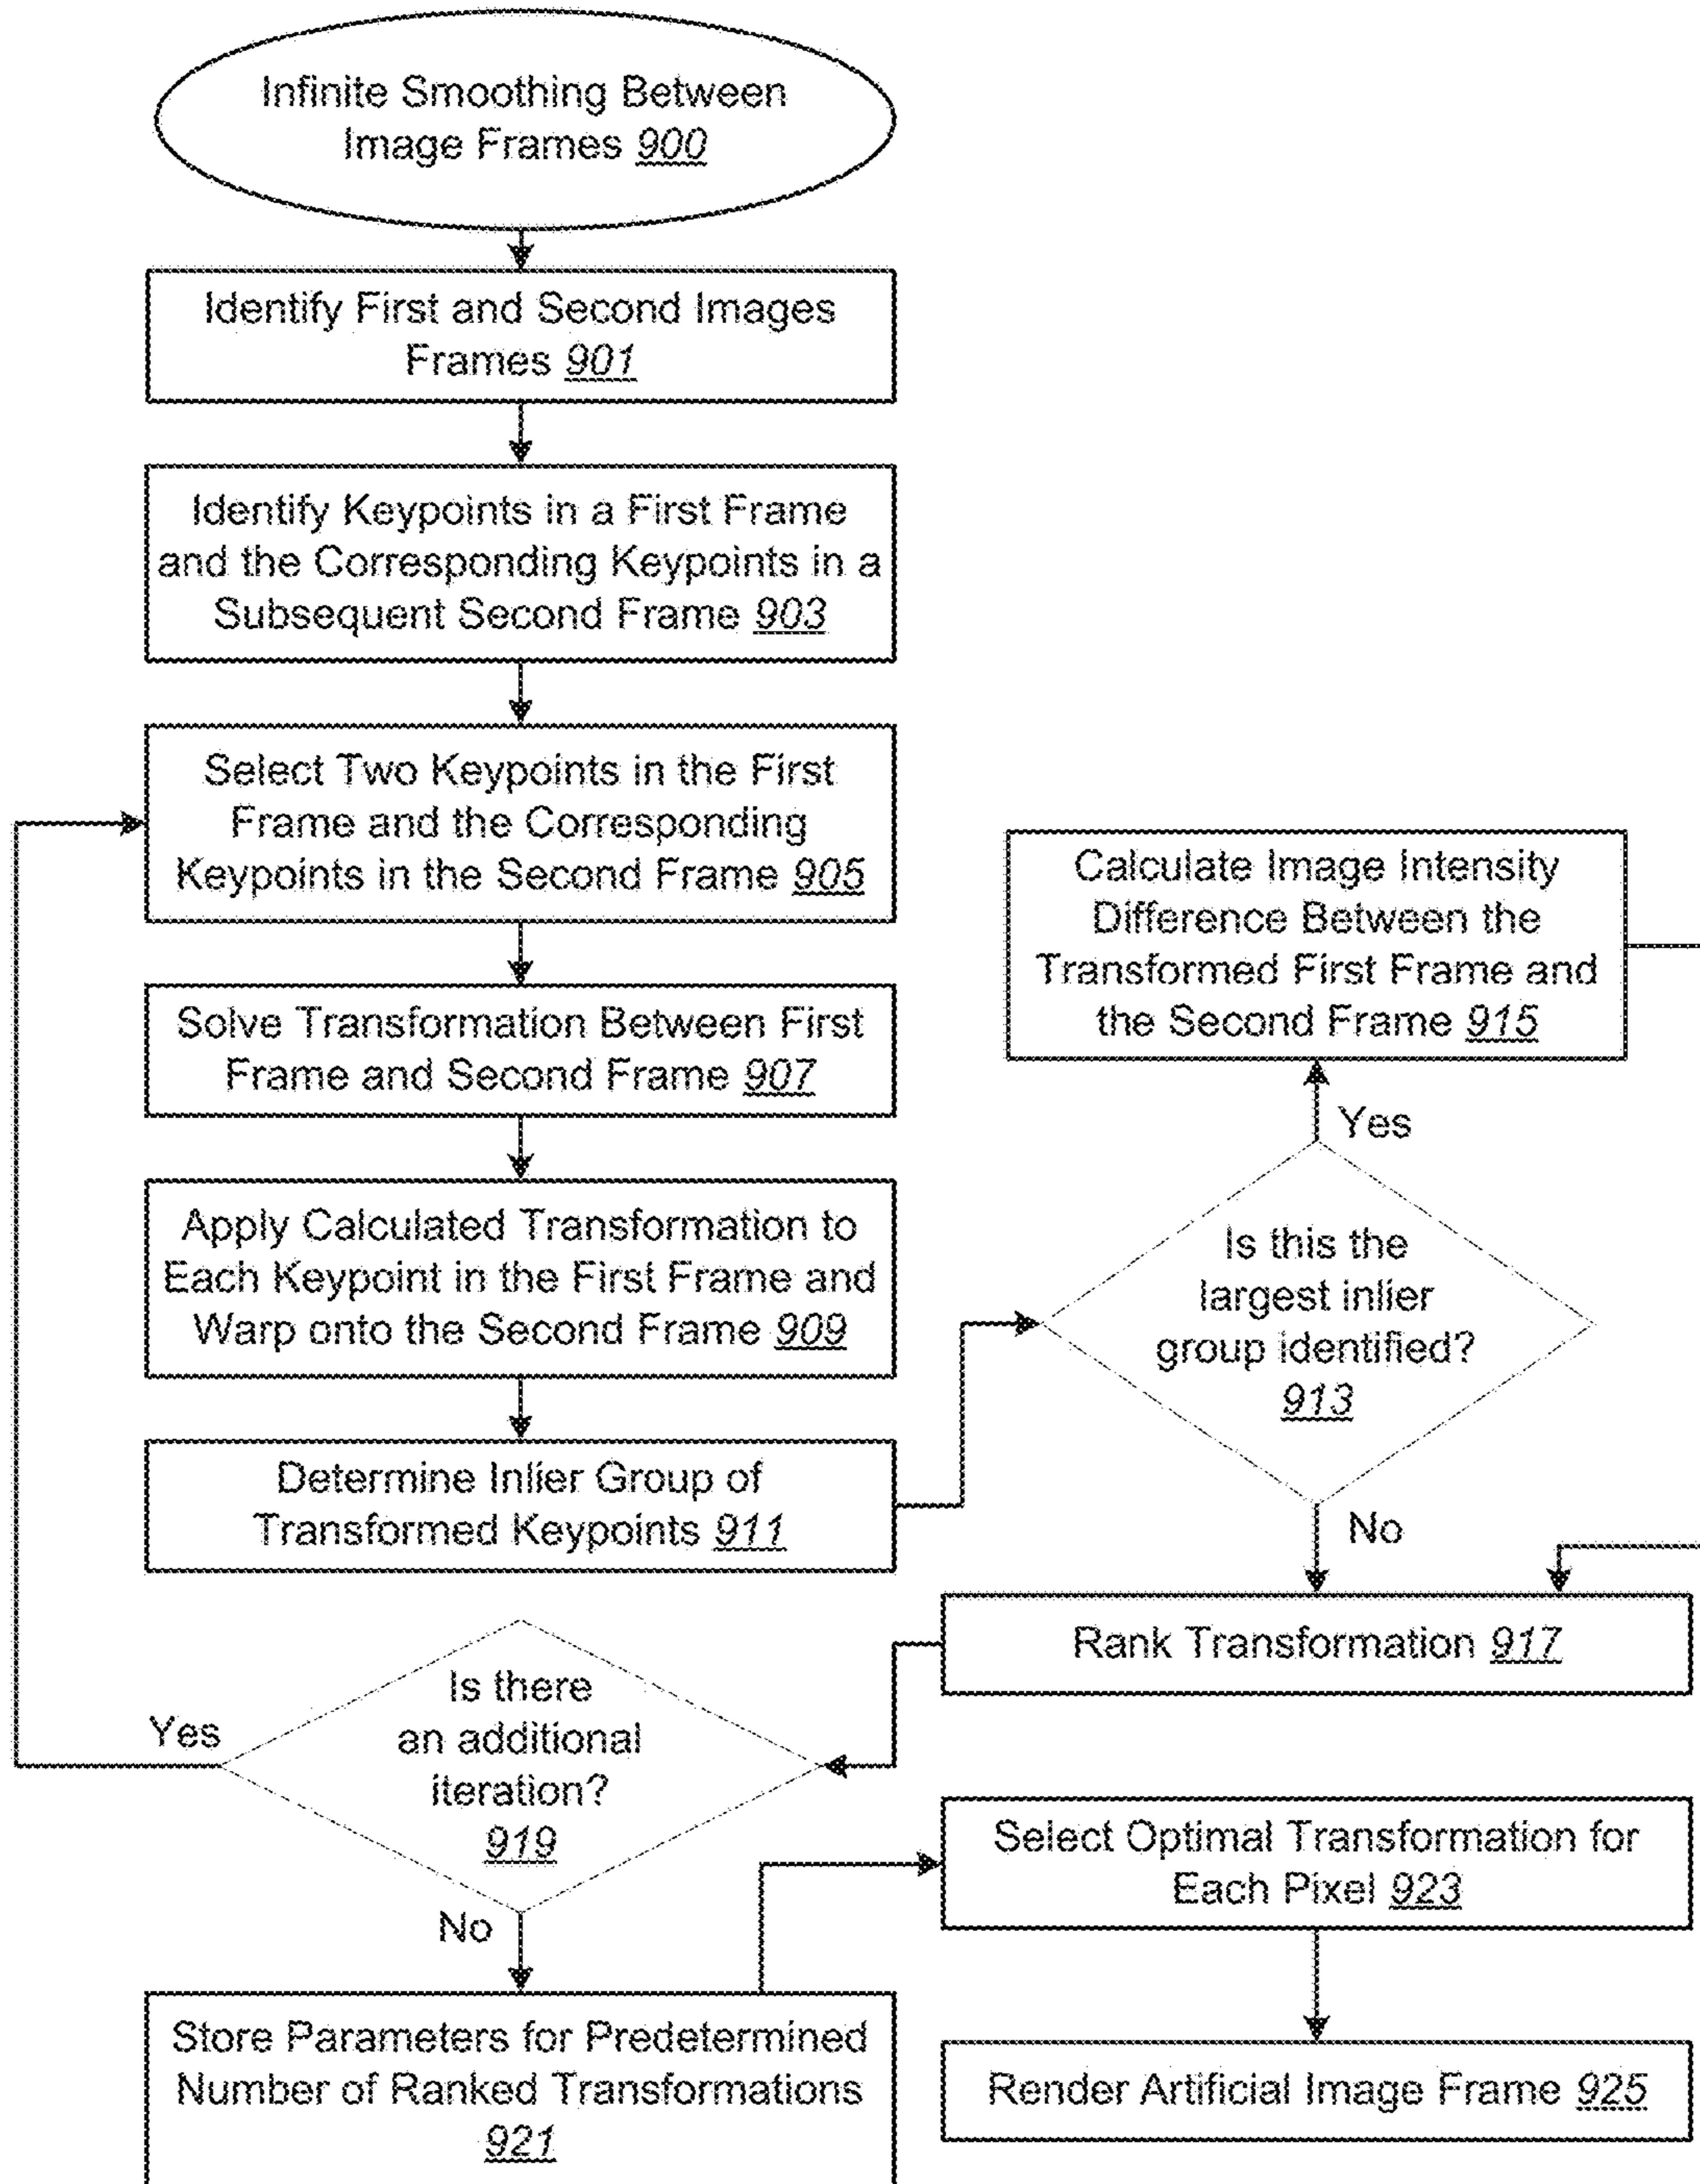 Infinite Smoothing Between
Image Frames 900
Identify First and Second Images
Frames 901
Identify Keypoints in a First Frame
and the Corresponding Keypoints in a
Subsequent Second Frame 903
Select Two Keypoints in the First
Frame and the Corresponding
Keypoints in the Second Frame 905
Solve Transformation Between First
Frame and Second Frame 907
Apply Calculated Transformation to
Each Keypoint in the First Frame and
Warp onto the Second Frame 909
Determine Inlier Group of
Transformed Keypoints 911
Is this the
largest inlier
group identified?
913
Yes
Calculate Image Intensity
Difference Between the
Transformed First Frame and
the Second Frame 915
No
Rank Transformation 917
Is there
an additional
iteration?
919
Yes
No
Store Parameters for Predetermined
Number of Ranked Transformations
921
Select Optimal Transformation for
Each Pixel 923
Render Artificial Image Frame 925